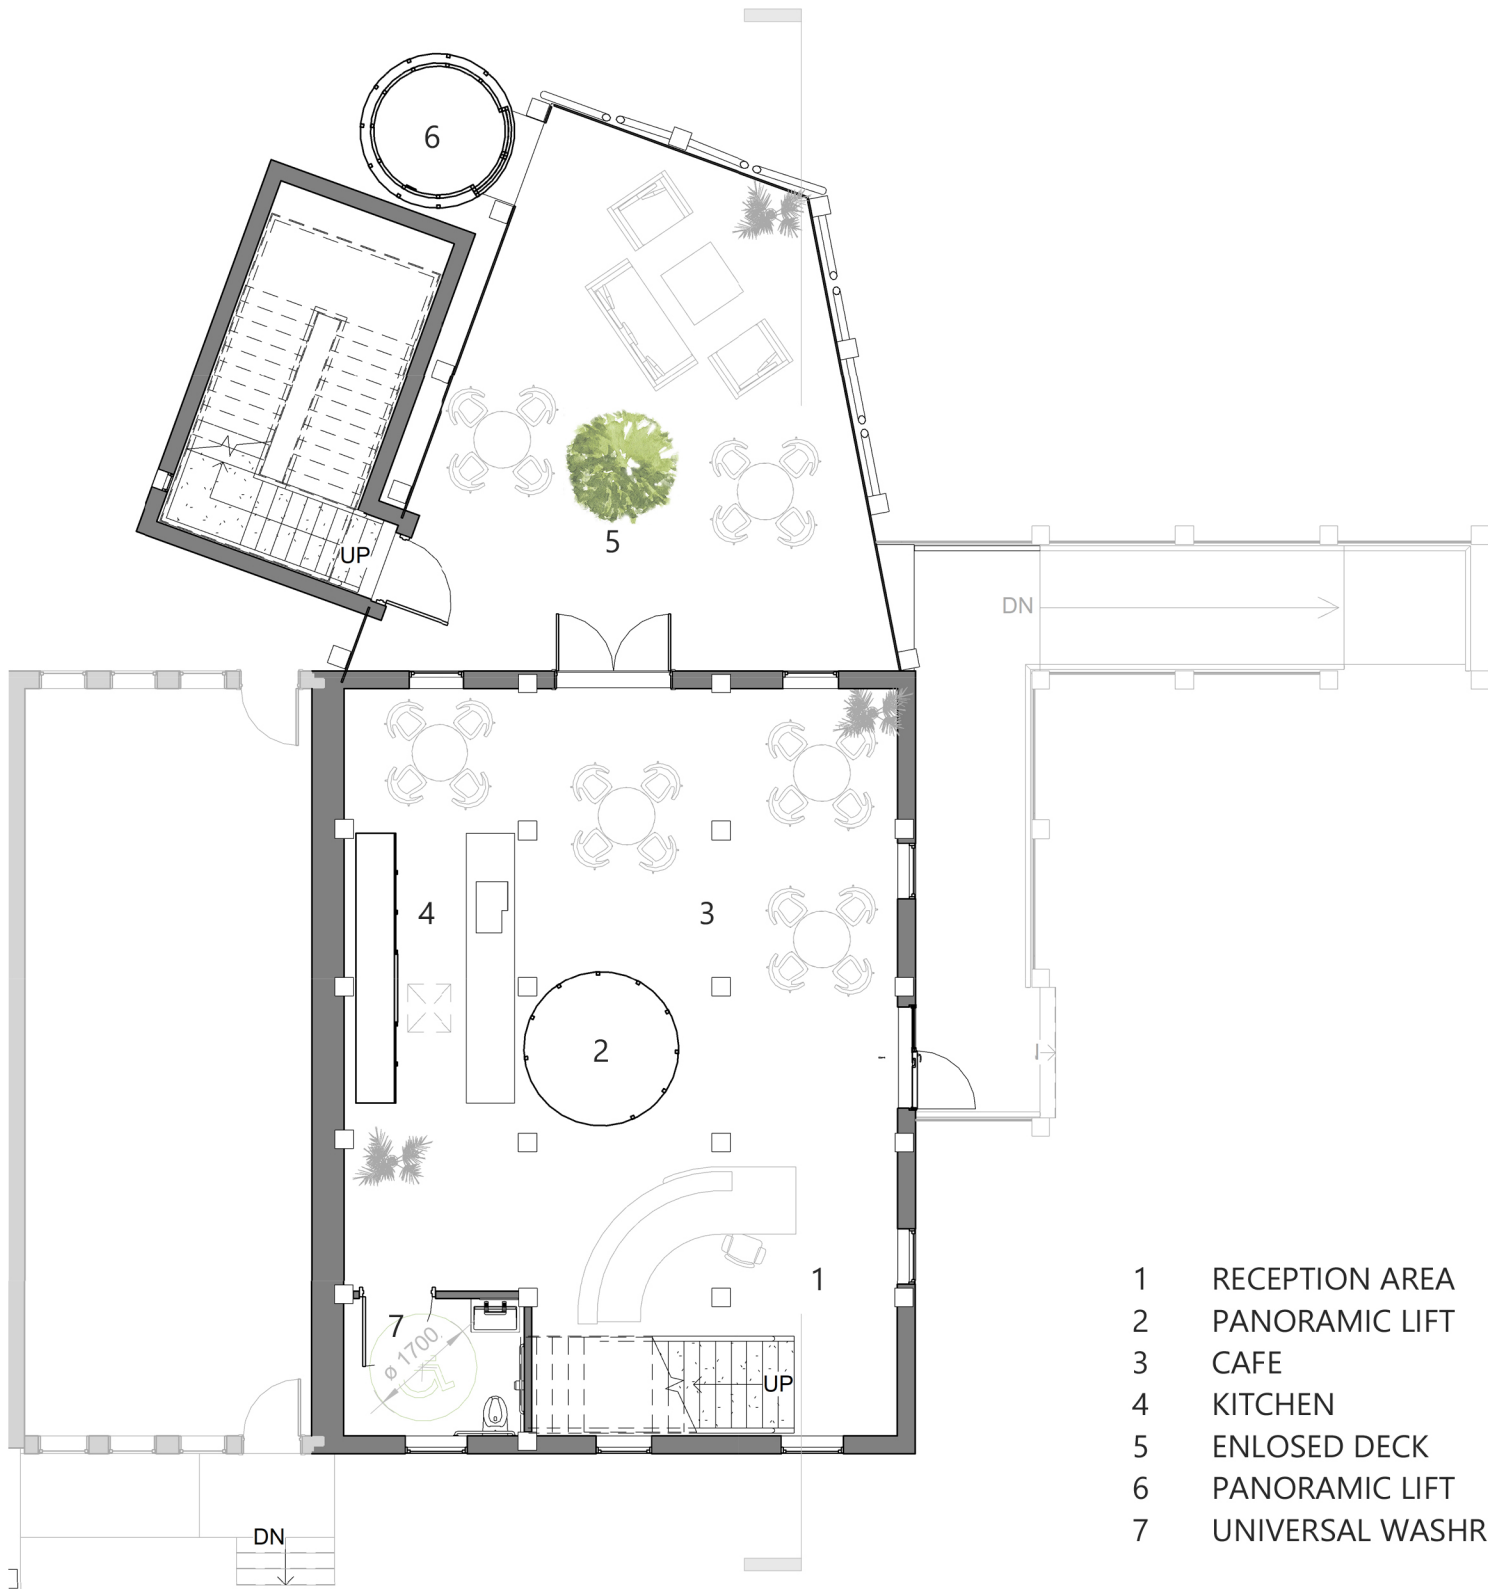 6
UP
5
DN
4
3
2
1
7
ø 1700
UP
DN
1 RECEPTION AREA
2 PANORAMIC LIFT
3 CAFE
4 KITCHEN
5 ENLOSED DECK
6 PANORAMIC LIFT
7 UNIVERSAL WASHR